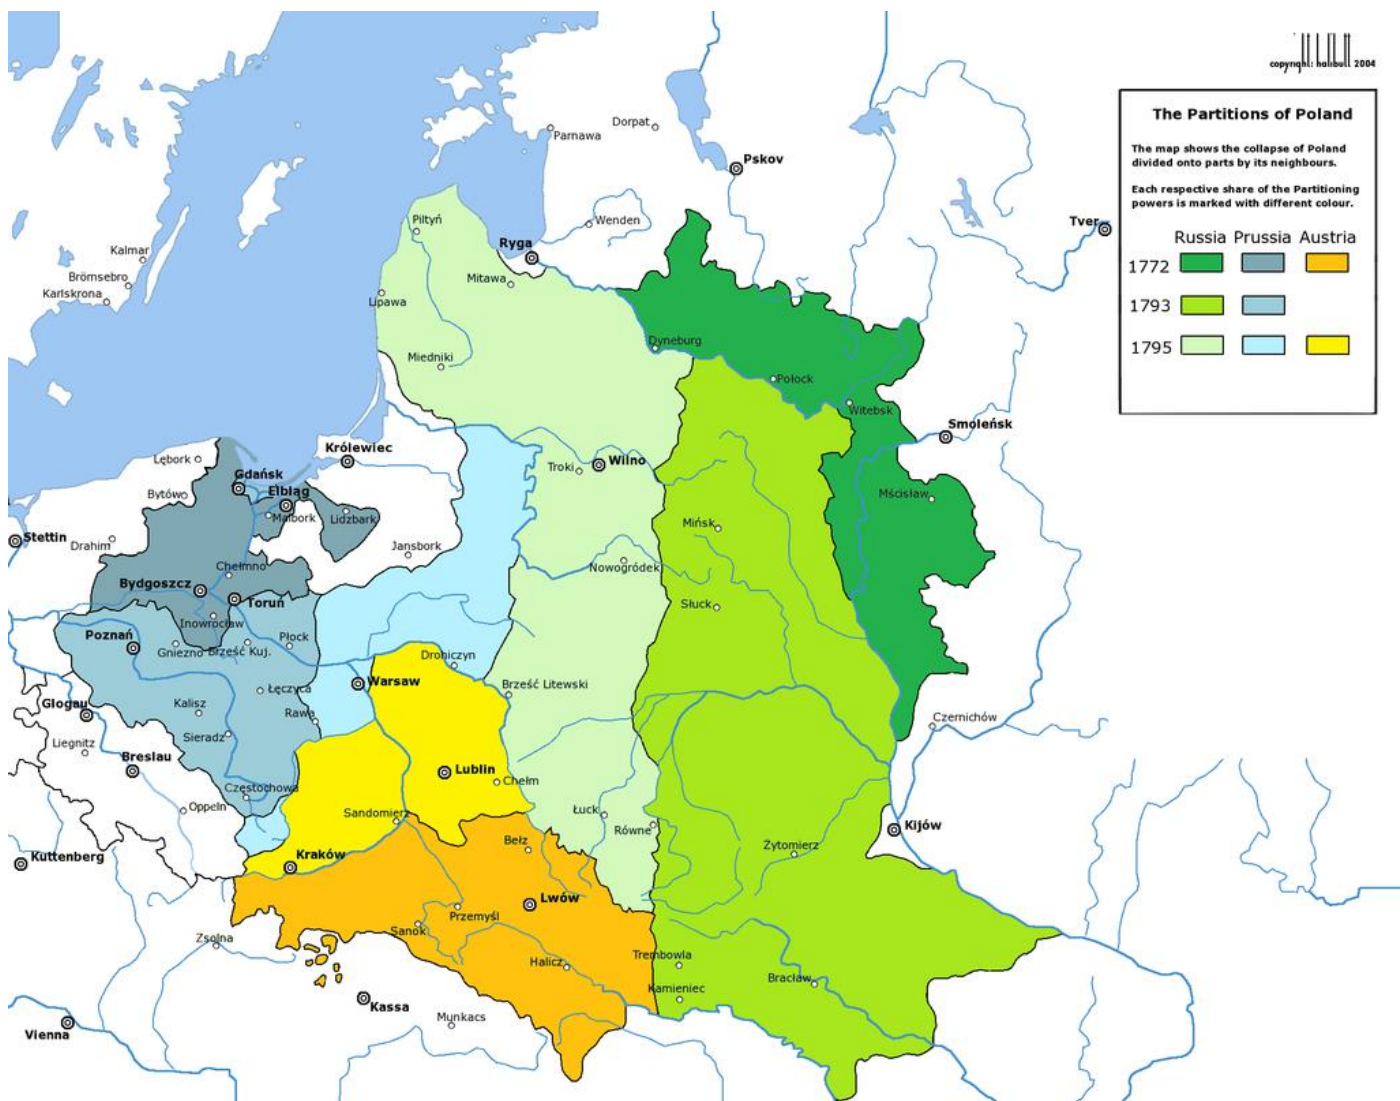 copyright: halibutt 2004
The Partitions of Poland
The map shows the collapse of Poland
divided onto parts by its neighbours.
Each respective share of the Partitioning
powers is marked with different colour.
Russia Prussia Austria
1772
1793
1795
Dorpat
Parnawa
Pskov
Piltyń
Wenden
Tver
Ryga
Kalmar
Mitawa
Brömsebro
Karlskrona
Lipawa
Dyneburg
Miedniki
Połock
Witebsk
Smoleńsk
Królewiec
Lębork
Gdańsk
Troki
Wilno
Bytów
Elbląg
Mścisław
Malbork
Lidzbark
Mińsk
Stettin
Drahim
Jansbork
Chełmno
Nowogródek
Bydgoszcz
Toruń
Słuck
Inowrocław
Poznań
Płock
Gniezno
Brześć Kuj.
Drohiczyn
Warsaw
Brześć Litewski
Łęczyca
Glogau
Kalisz
Rawa
Czernichów
Sieradz
Liegnitz
Breslau
Lublin
Chełm
Częstochowa
Oppeln
Sandomierz
Łuck
Równe
Kijów
Bełz
Żytomierz
Kuttenberg
Kraków
Lwów
Przemyśl
Sanok
Zsolna
Trembowla
Halicz
Bracław
Kamieniec
Kassa
Munkacs
Vienna